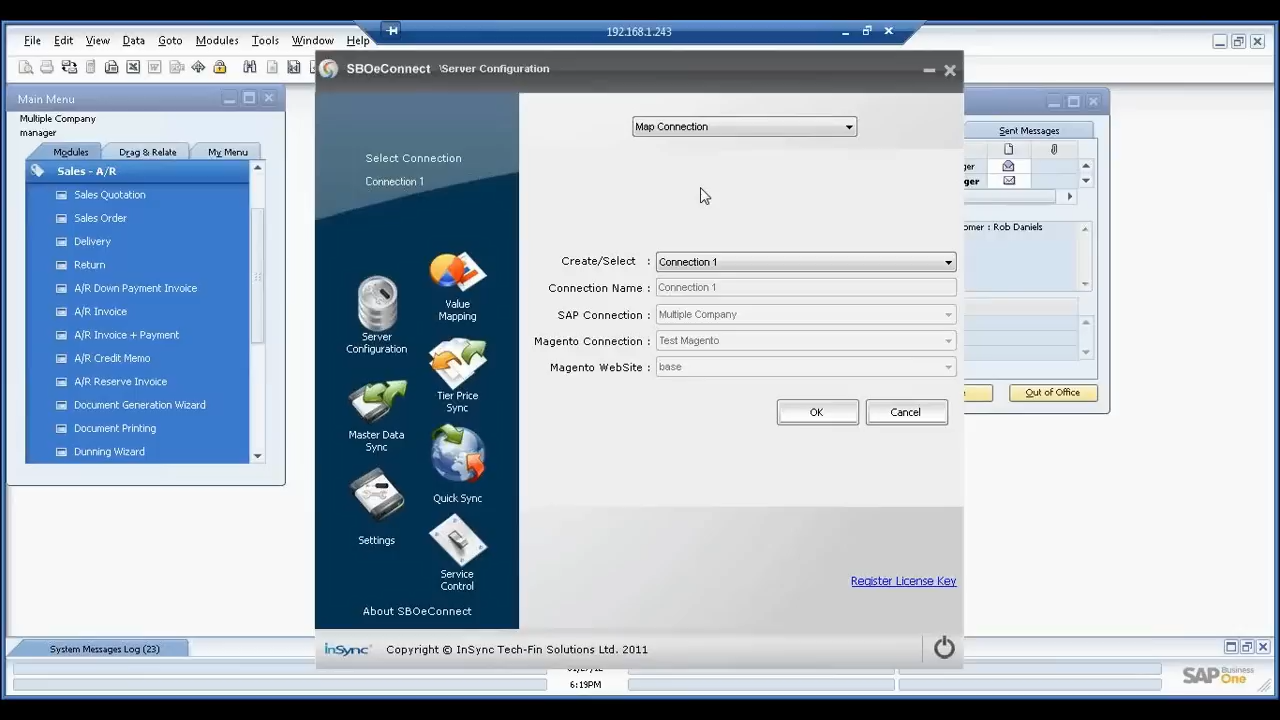 192.168.1.243
File Edit View Data Goto Modules Tools Window Help
Main Menu
Multiple Company
manager
Modules Drag & Relate My Menu
Sales - A/R
Sales Quotation
Sales Order
Delivery
Return
A/R Down Payment Invoice
A/R Invoice
A/R Invoice + Payment
A/R Credit Memo
A/R Reserve Invoice
Document Generation Wizard
Document Printing
Dunning Wizard
SBOeConnect \Server Configuration
Select Connection
Connection 1
Server
Configuration
Value
Mapping
Tier Price
Sync
Master Data
Sync
Quick Sync
Settings
Service
Control
About SBOeConnect
Map Connection
Create/Select : Connection 1
Connection Name : Connection 1
SAP Connection : Multiple Company
Magento Connection : Test Magento
Magento WebSite : base
OK Cancel
Register License Key
inSync Copyright © InSync Tech-Fin Solutions Ltd. 2011
Sent Messages
ger
ger
omer : Rob Daniels
Out of Office
System Messages Log (23)
6:19PM
SAP Business
One